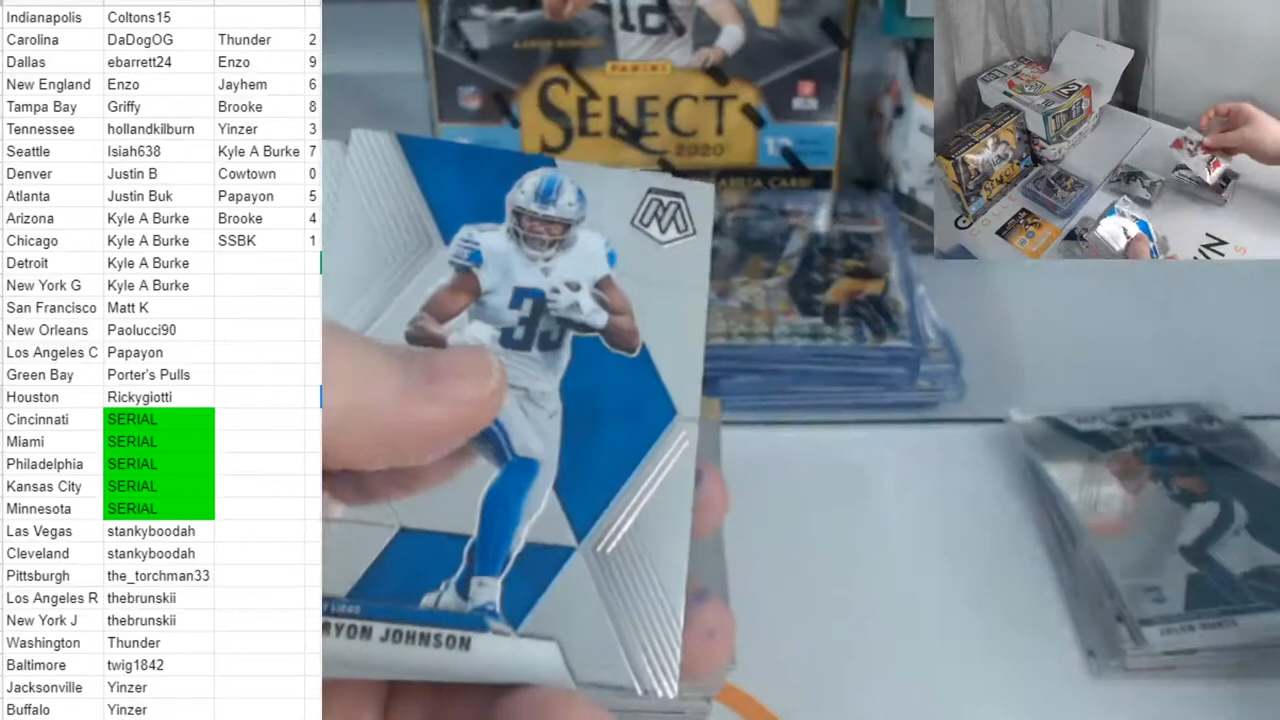 Indianapolis Coltons15
Carolina DaDogOG Thunder 2
Dallas ebarrett24 Enzo 9
New England Enzo Jayhem 6
Tampa Bay Griffy Brooke 8
Tennessee hollandkilburn Yinzer 3
Seattle Isiah638 Kyle A Burke 7
Denver Justin B Cowtown 0
Atlanta Justin Buk Papayon 5
Arizona Kyle A Burke Brooke 4
Chicago Kyle A Burke SSBK 1
Detroit Kyle A Burke
New York G Kyle A Burke
San Francisco Matt K
New Orleans Paolucci90
Los Angeles C Papayon
Green Bay Porter's Pulls
Houston Rickygiotti
Cincinnati SERIAL
Miami SERIAL
Philadelphia SERIAL
Kansas City SERIAL
Minnesota SERIAL
Las Vegas stankyboodah
Cleveland stankyboodah
Pittsburgh the_torchman33
Los Angeles R thebrunskii
New York J thebrunskii
Washington Thunder
Baltimore twig1842
Jacksonville Yinzer
Buffalo Yinzer
12
PANINI
SELECT
2020
M
33
RYON JOHNSON
SELECT